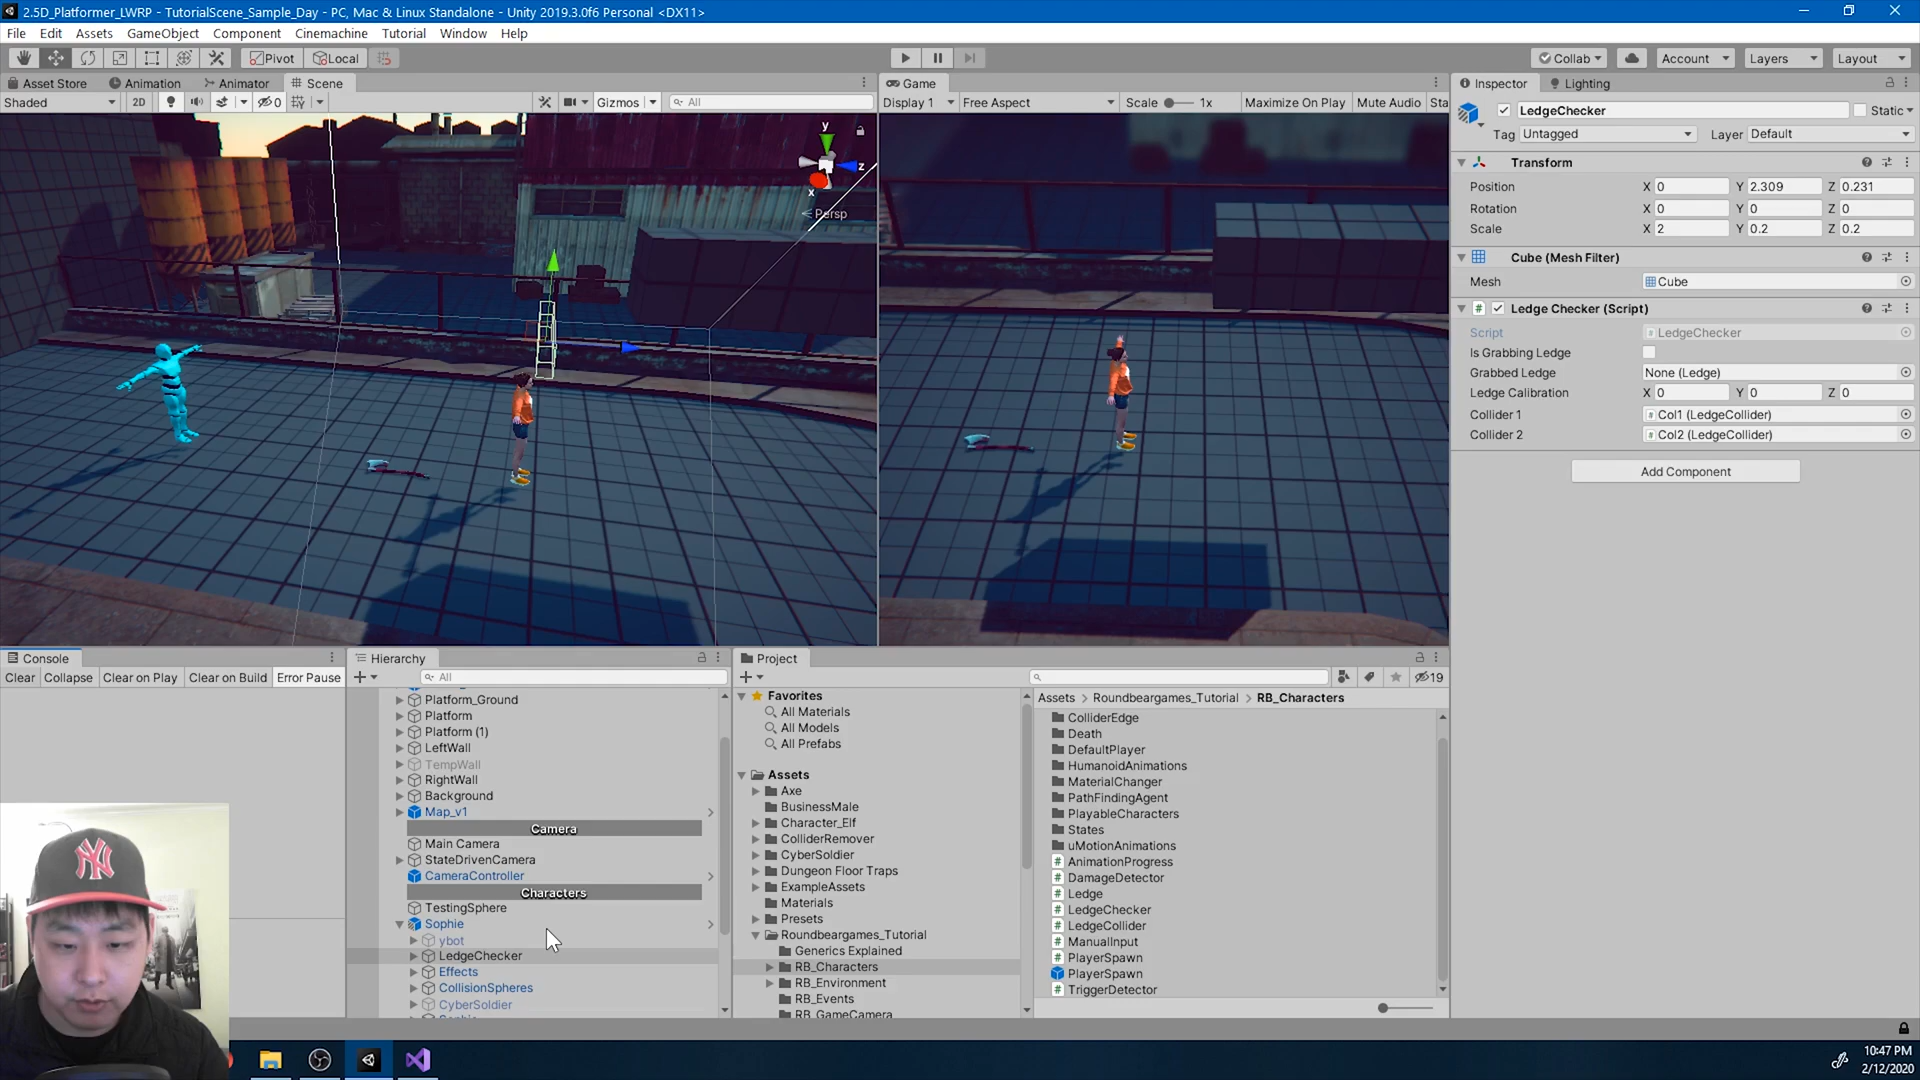 2.5D_Platformer_LWRP - TutorialScene_Sample_Day - PC, Mac & Linux Standalone - Unity 2019.3.0f6 Personal <DX11>
File Edit Assets GameObject Component Cinemachine Tutorial Window Help
Pivot Local Collab Account Layers Layout
Asset Store Animation Animator Scene
Shaded 2D 0 Gizmos All
y z x
Persp
Game
Display 1 Free Aspect Scale 1x Maximize On Play Mute Audio Sta
Inspector Lighting
LedgeChecker Static
Tag Untagged Layer Default
Transform
Position X 0 Y 2.309 Z 0.231
Rotation X 0 Y 0 Z 0
Scale X 2 Y 0.2 Z 0.2
Cube (Mesh Filter)
Mesh Cube
# Ledge Checker (Script)
Script LedgeChecker
Is Grabbing Ledge
Grabbed Ledge None (Ledge)
Ledge Calibration X 0 Y 0 Z 0
Collider 1 Col1 (LedgeCollider)
Collider 2 Col2 (LedgeCollider)
Add Component
Console
Clear Collapse Clear on Play Clear on Build Error Pause
Hierarchy
All
Platform_Ground
Platform
Platform (1)
LeftWall
TempWall
RightWall
Background
Map_v1
Camera
Main Camera
StateDrivenCamera
CameraController
Characters
TestingSphere
Sophie
ybot
LedgeChecker
Effects
CollisionSpheres
CyberSoldier
Project
19
Favorites
All Materials
All Models
All Prefabs
Assets
Axe
BusinessMale
Character_Elf
ColliderRemover
CyberSoldier
Dungeon Floor Traps
ExampleAssets
Materials
Presets
Roundbeargames_Tutorial
Generics Explained
RB_Characters
RB_Environment
RB_Events
RB_GameCamera
Assets > Roundbeargames_Tutorial > RB_Characters
ColliderEdge
Death
DefaultPlayer
HumanoidAnimations
MaterialChanger
PathFindingAgent
PlayableCharacters
States
uMotionAnimations
# AnimationProgress
# DamageDetector
# Ledge
# LedgeChecker
# LedgeCollider
# ManualInput
# PlayerSpawn
PlayerSpawn
# TriggerDetector
NY
10:47 PM
2/12/2020